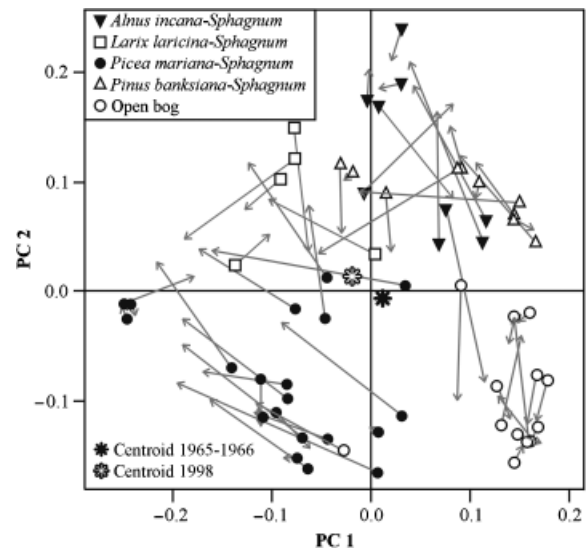 Alnus incana-Sphagnum
Larix laricina-Sphagnum
Picea mariana-Sphagnum
Pinus banksiana-Sphagnum
Open bog
0.2
0.1
0.0
−0.1
PC 2
Centroid 1965-1966
Centroid 1998
−0.2 −0.1 0.0 0.1 0.2
PC 1